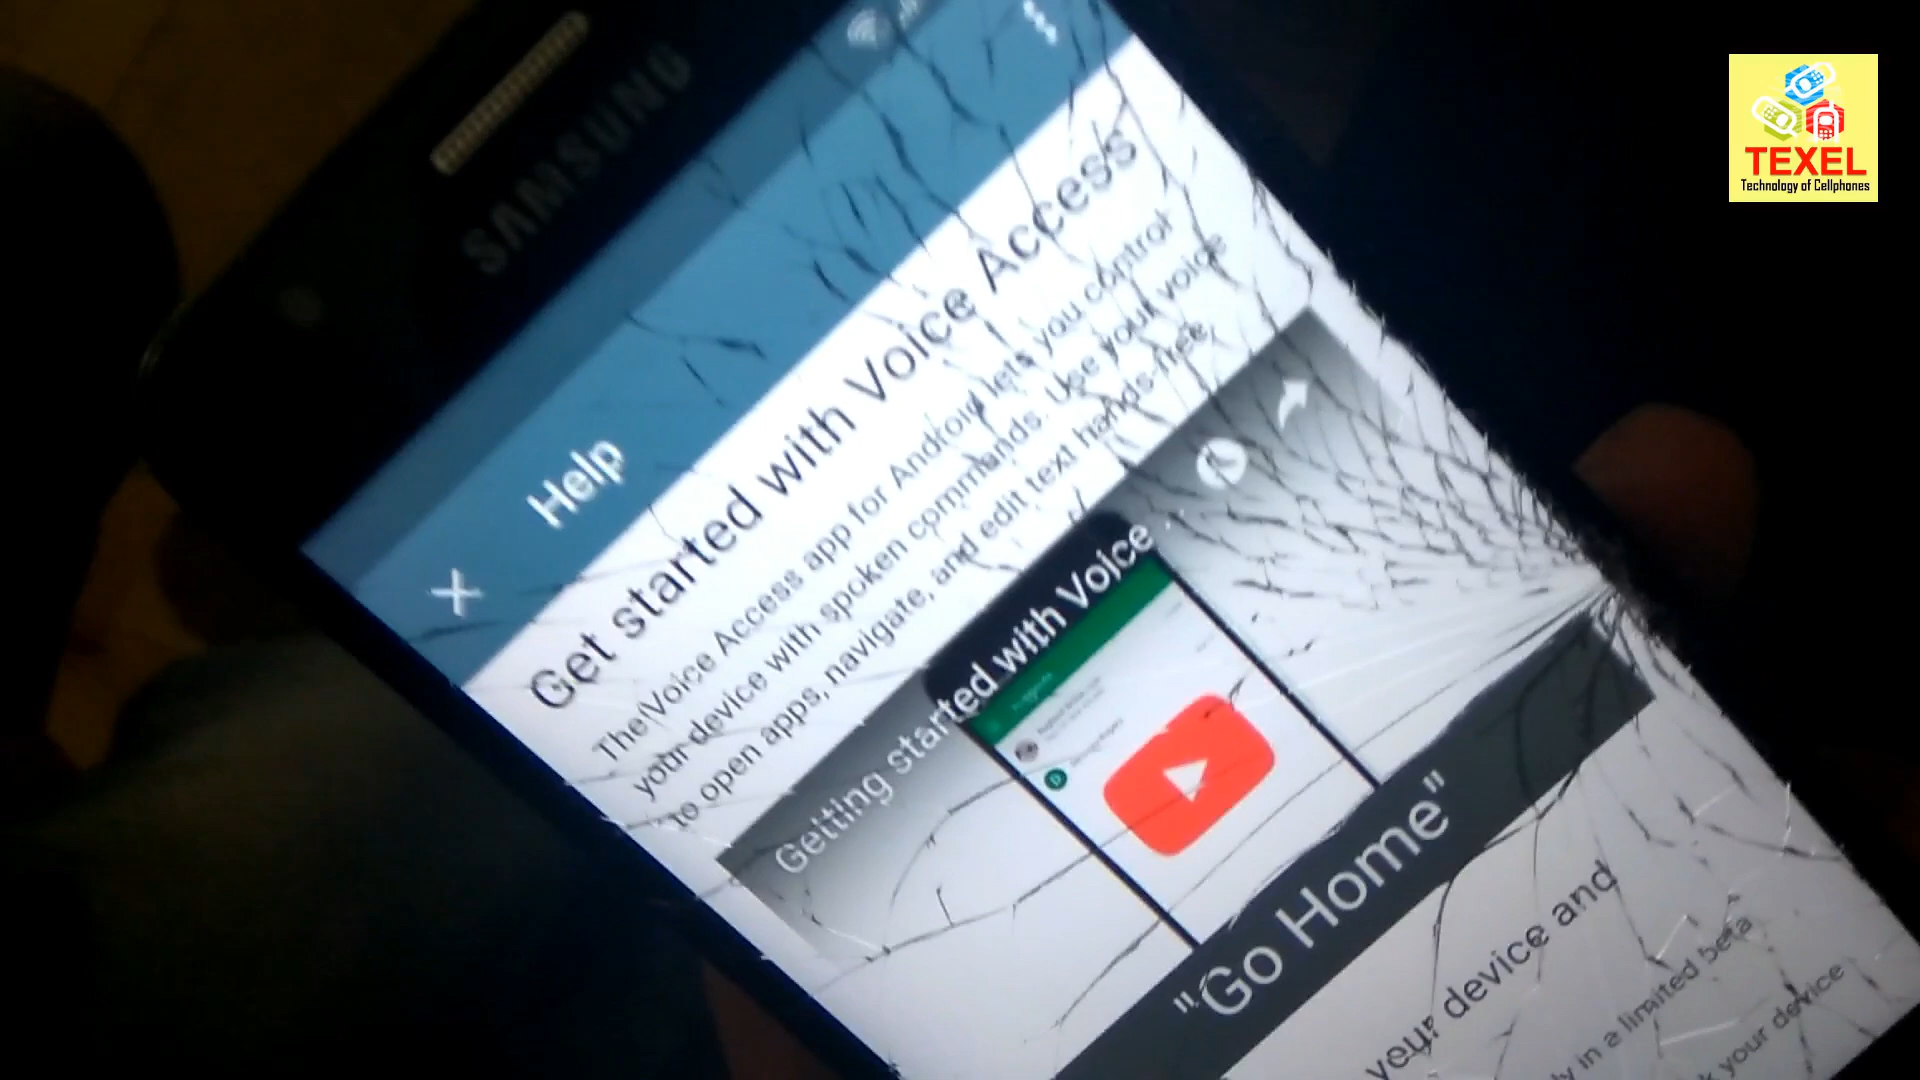 SAMSUNG
Help
Get started with Voice Access
The Voice Access app for Android lets you control
your device with spoken commands. Use your voice
to open apps, navigate, and edit text hands-free.
Getting started with Voice ...
"Go Home"
your device and
in a limited beta
your device
TEXEL
Technology of Cellphones